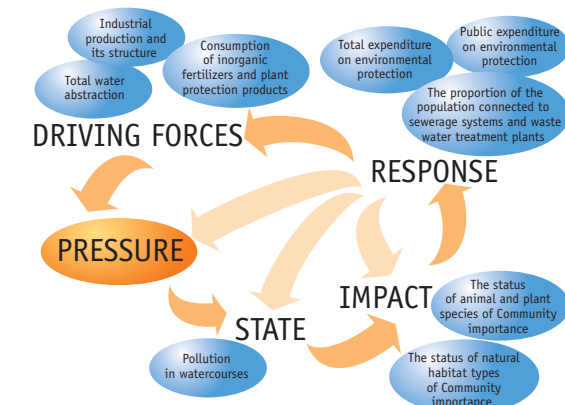 Industrial
production and
its structure
Total water
abstraction
Consumption
of inorganic
fertilizers and plant
protection products
Total expenditure
on environmental
protection
Public expenditure
on environmental
protection
The proportion of the
population connected to
sewerage systems and waste
water treatment plants
DRIVING FORCES
RESPONSE
PRESSURE
IMPACT
STATE
The status
of animal and plant
species of Community
importance
Pollution
in watercourses
The status of natural
habitat types
of Community
importance